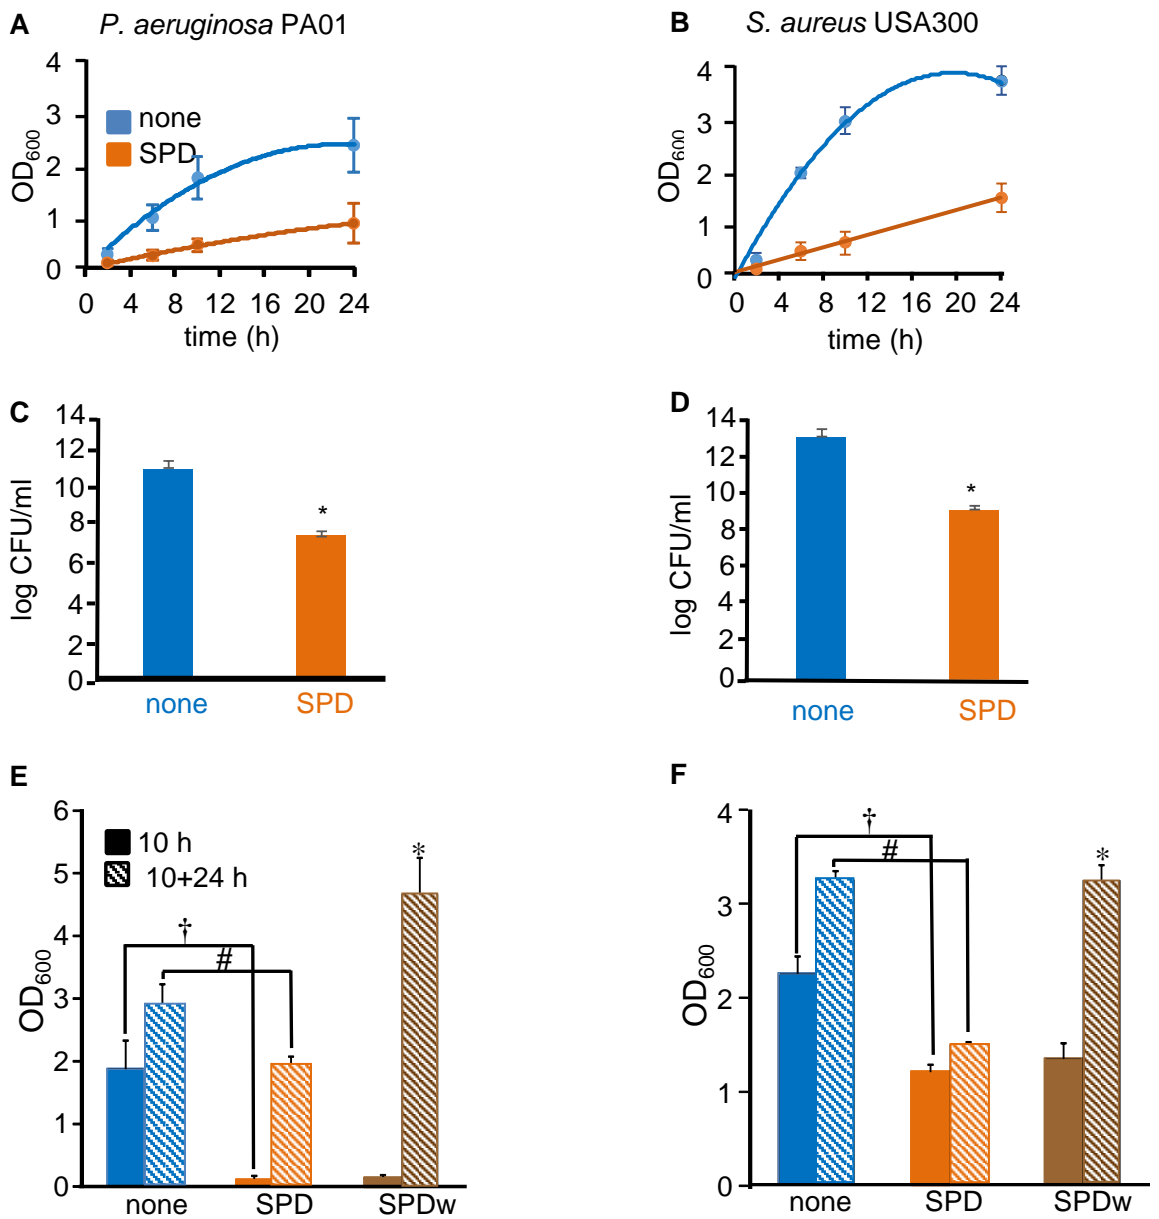 A
P. aeruginosa PA01
4
3
2
1
0
OD600
none
SPD
0 4 8 12 16 20 24
time (h)
B
S. aureus USA300
4
3
2
1
0
OD600
0 4 8 12 16 20 24
time (h)
C
14
12
10
8
6
4
2
0
log CFU/ml
*
none SPD
D
14
12
10
8
6
4
2
0
log CFU/ml
*
none SPD
E
6
5
4
3
2
1
0
OD600
10 h
10+24 h
†
#
*
none SPD SPDw
F
4
3
2
1
0
OD600
†
#
*
none SPD SPDw